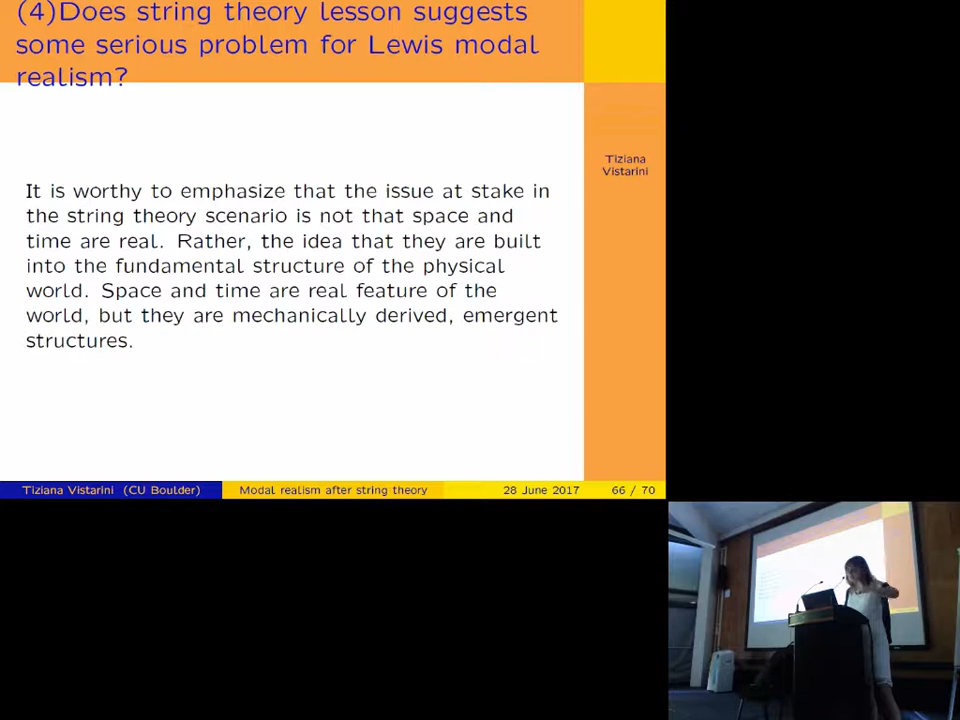 (4)Does string theory lesson suggests
some serious problem for Lewis modal
realism?
Tiziana
Vistarini
It is worthy to emphasize that the issue at stake in
the string theory scenario is not that space and
time are real. Rather, the idea that they are built
into the fundamental structure of the physical
world. Space and time are real feature of the
world, but they are mechanically derived, emergent
structures.
Tiziana Vistarini (CU Boulder) Modal realism after string theory 28 June 2017 66 / 70